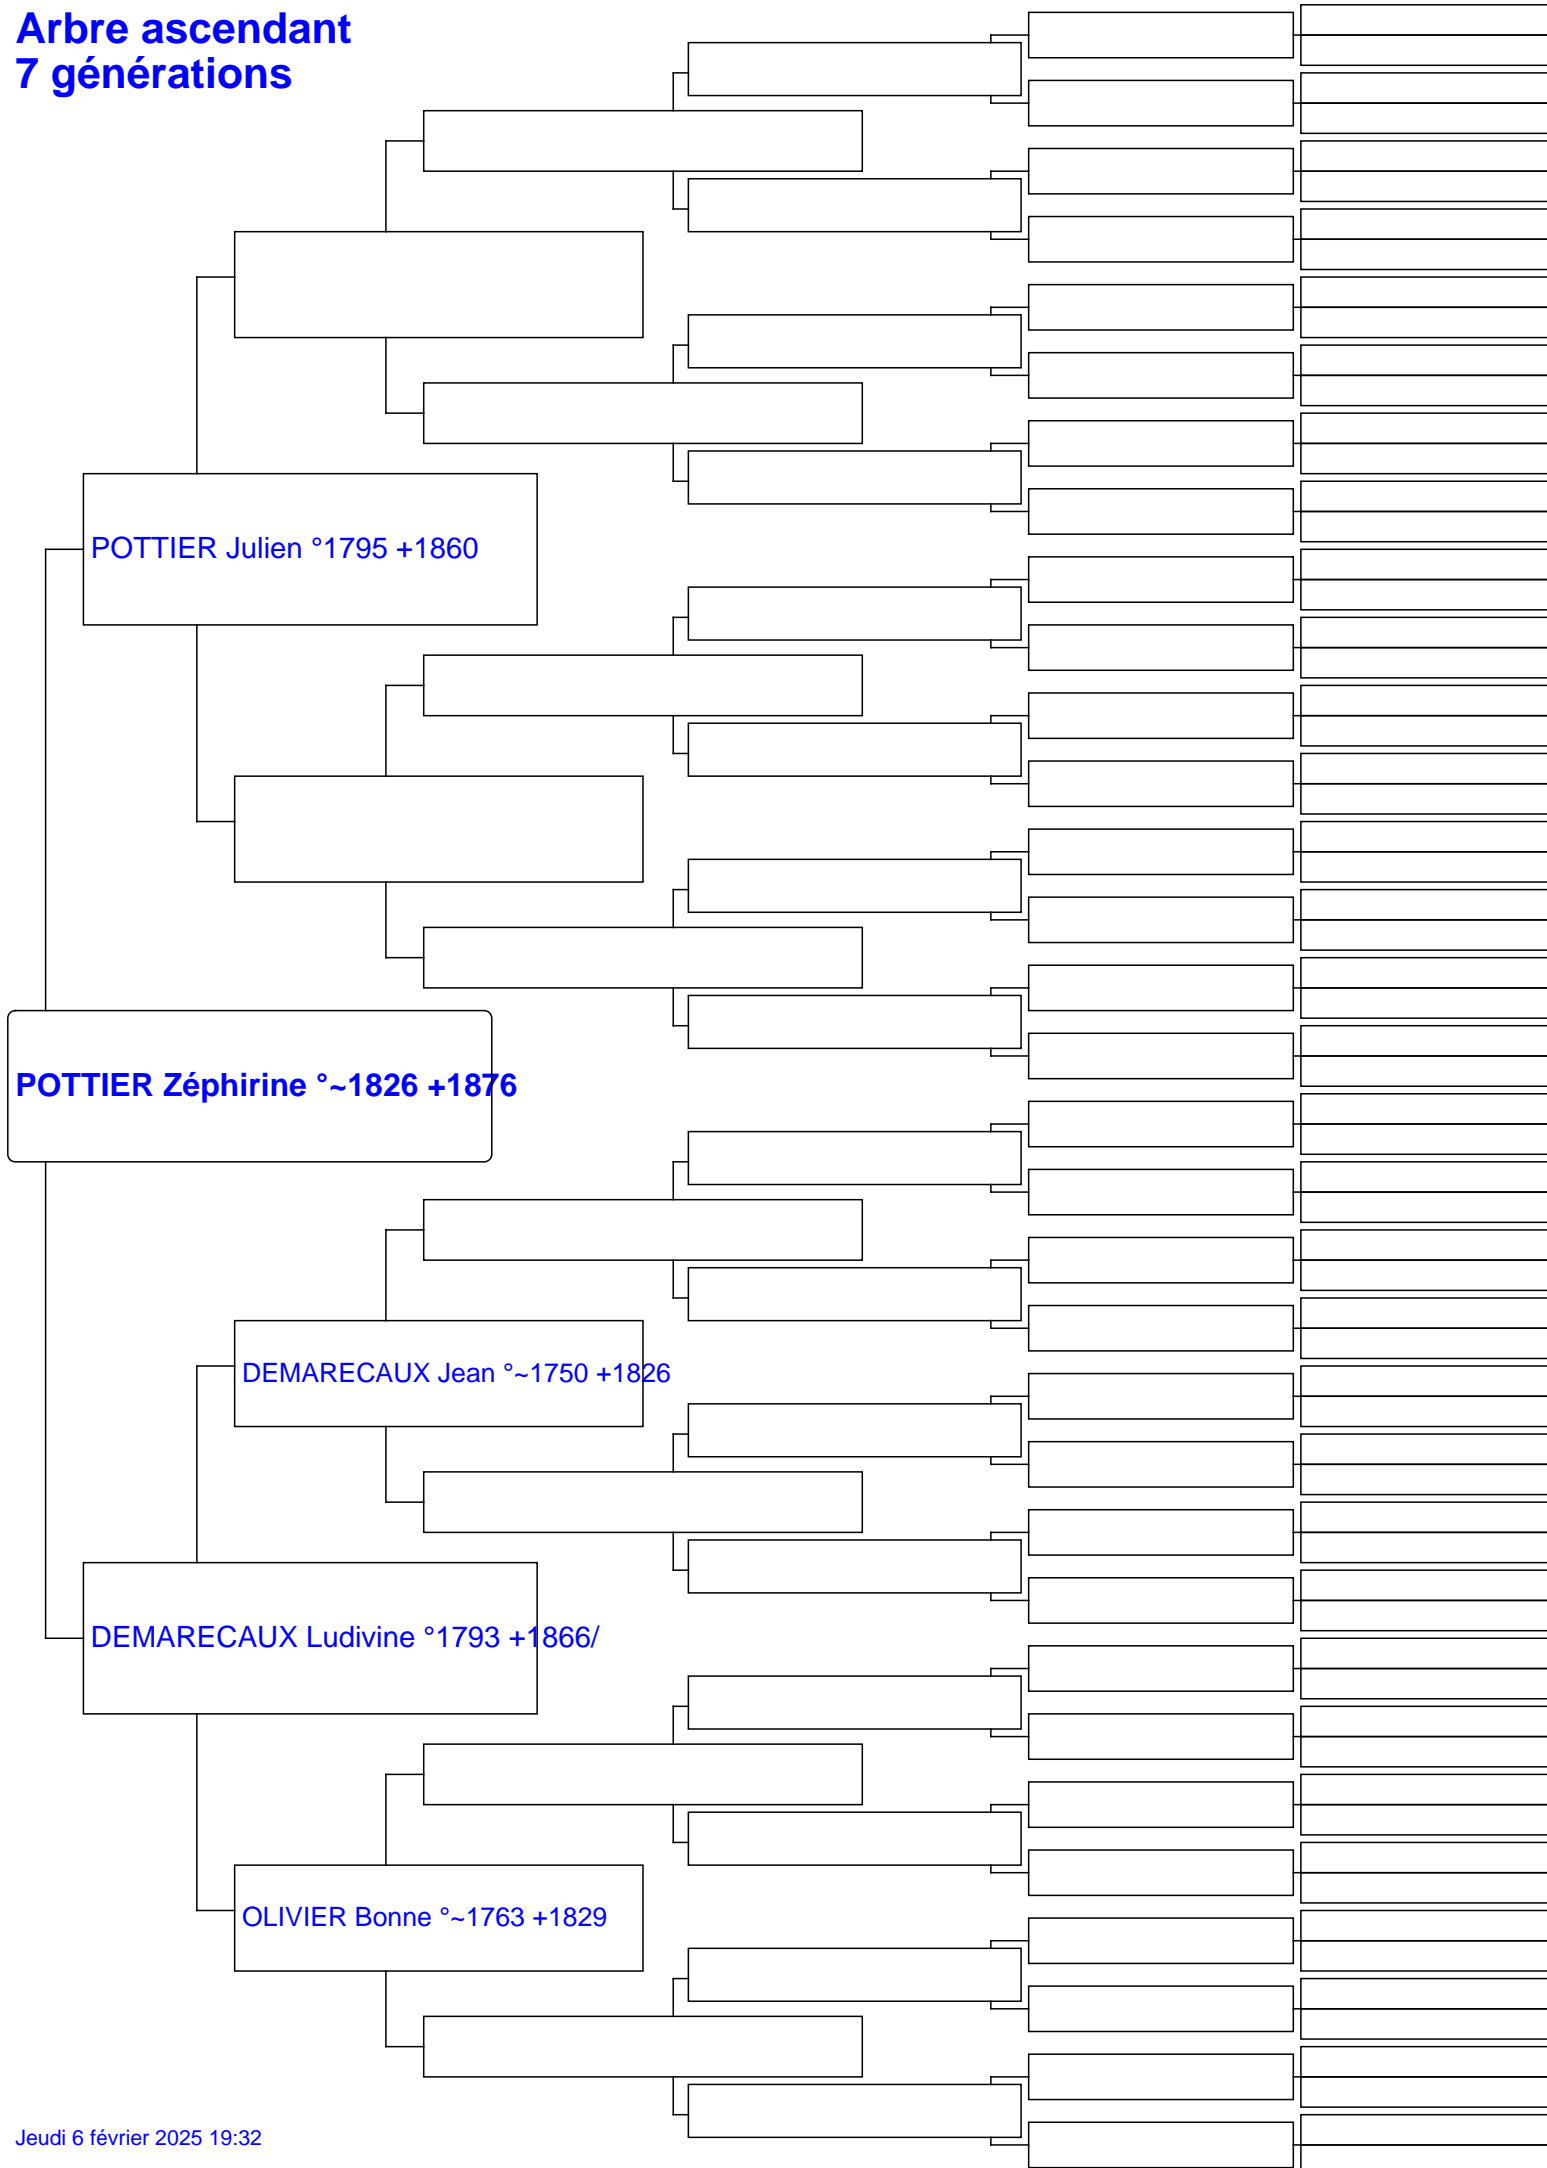 Arbre ascendant
7 générations
POTTIER Julien °1795 +1860
POTTIER Zéphirine °~1826 +1876
DEMARECAUX Jean °~1750 +1826
DEMARECAUX Ludivine °1793 +1866/
OLIVIER Bonne °~1763 +1829
Jeudi 6 février 2025 19:32